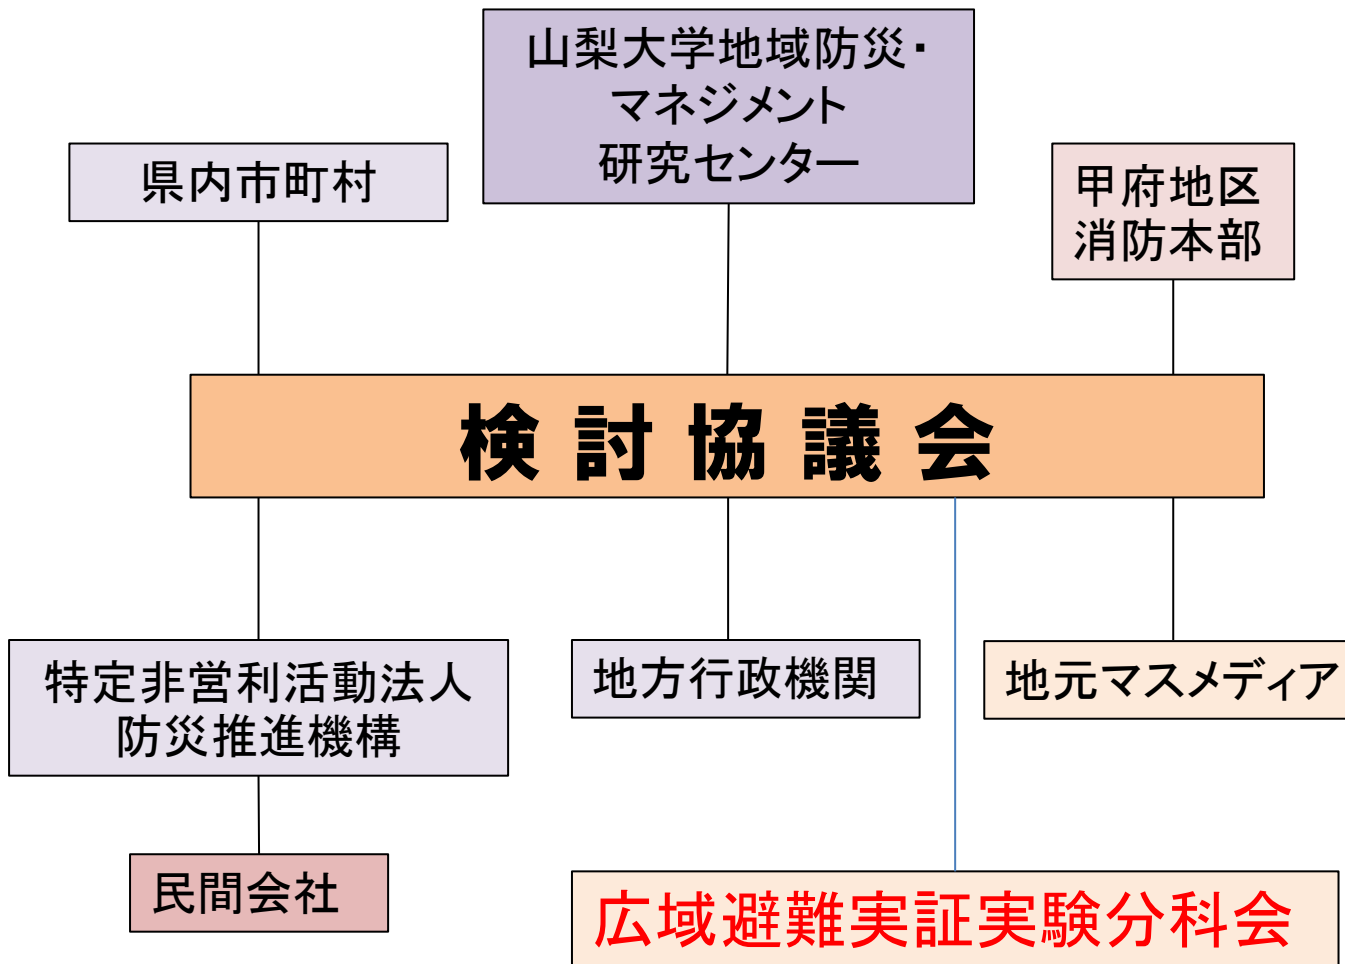 山梨大学地域防災・
マネジメント
研究センター
県内市町村
甲府地区
消防本部
検討協議会
特定非営利活動法人
防災推進機構
地方行政機関
地元マスメディア
民間会社
広域避難実証実験分科会